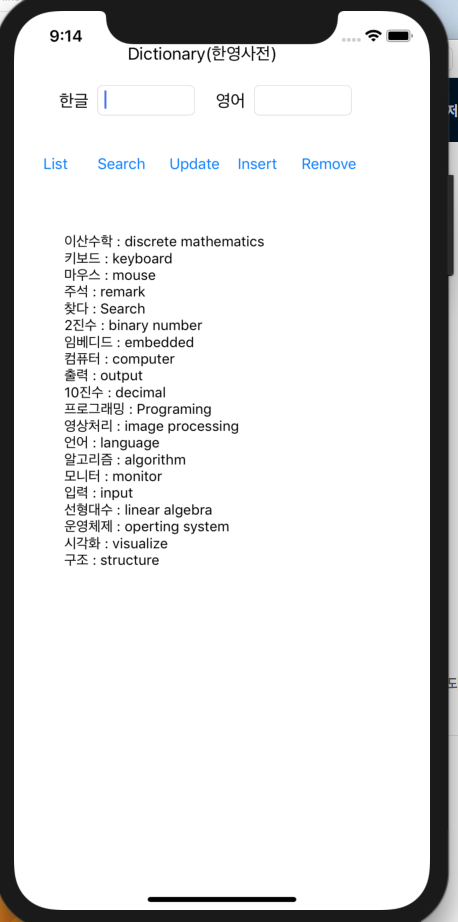 9:14
Dictionary(한영사전)
한글 영어
List Search Update Insert Remove
이산수학 : discrete mathematics
키보드 : keyboard
마우스 : mouse
주석 : remark
찾다 : Search
2진수 : binary number
임베디드 : embedded
컴퓨터 : computer
출력 : output
10진수 : decimal
프로그래밍 : Programing
영상처리 : image processing
언어 : language
알고리즘 : algorithm
모니터 : monitor
입력 : input
선형대수 : linear algebra
운영체제 : operting system
시각화 : visualize
구조 : structure
저
도